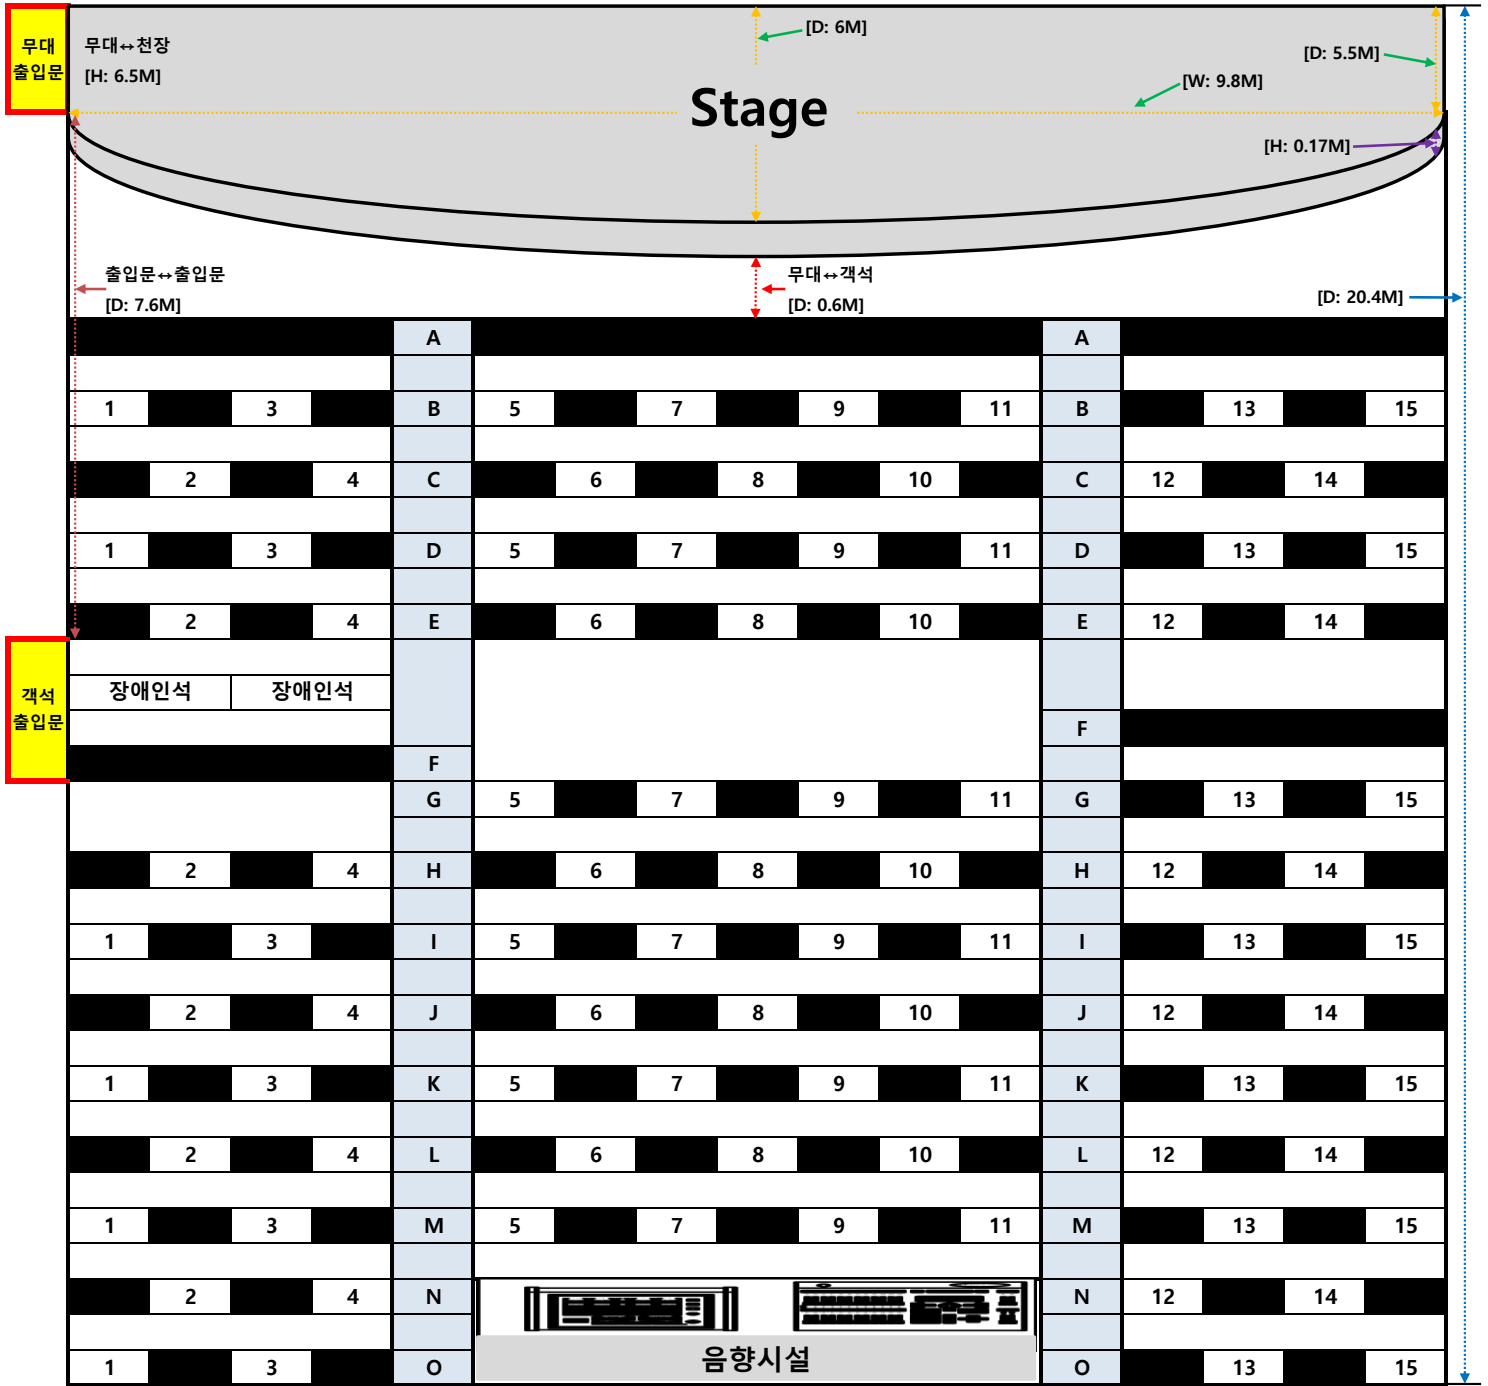 무대
출입문
무대↔천장
[H: 6.5M]
[D: 6M]
[D: 5.5M]
[W: 9.8M]
Stage
[H: 0.17M]
출입문↔출입문
[D: 7.6M]
무대↔객석
[D: 0.6M]
[D: 20.4M]
A A
1 3 B 5 7 9 11 B 13 15
2 4 C 6 8 10 C 12 14
1 3 D 5 7 9 11 D 13 15
2 4 E 6 8 10 E 12 14
객석
출입문
장애인석 장애인석
F
F
G 5 7 9 11 G 13 15
2 4 H 6 8 10 H 12 14
1 3 I 5 7 9 11 I 13 15
2 4 J 6 8 10 J 12 14
1 3 K 5 7 9 11 K 13 15
2 4 L 6 8 10 L 12 14
1 3 M 5 7 9 11 M 13 15
2 4 N N 12 14
음향시설
1 3 O O 13 15